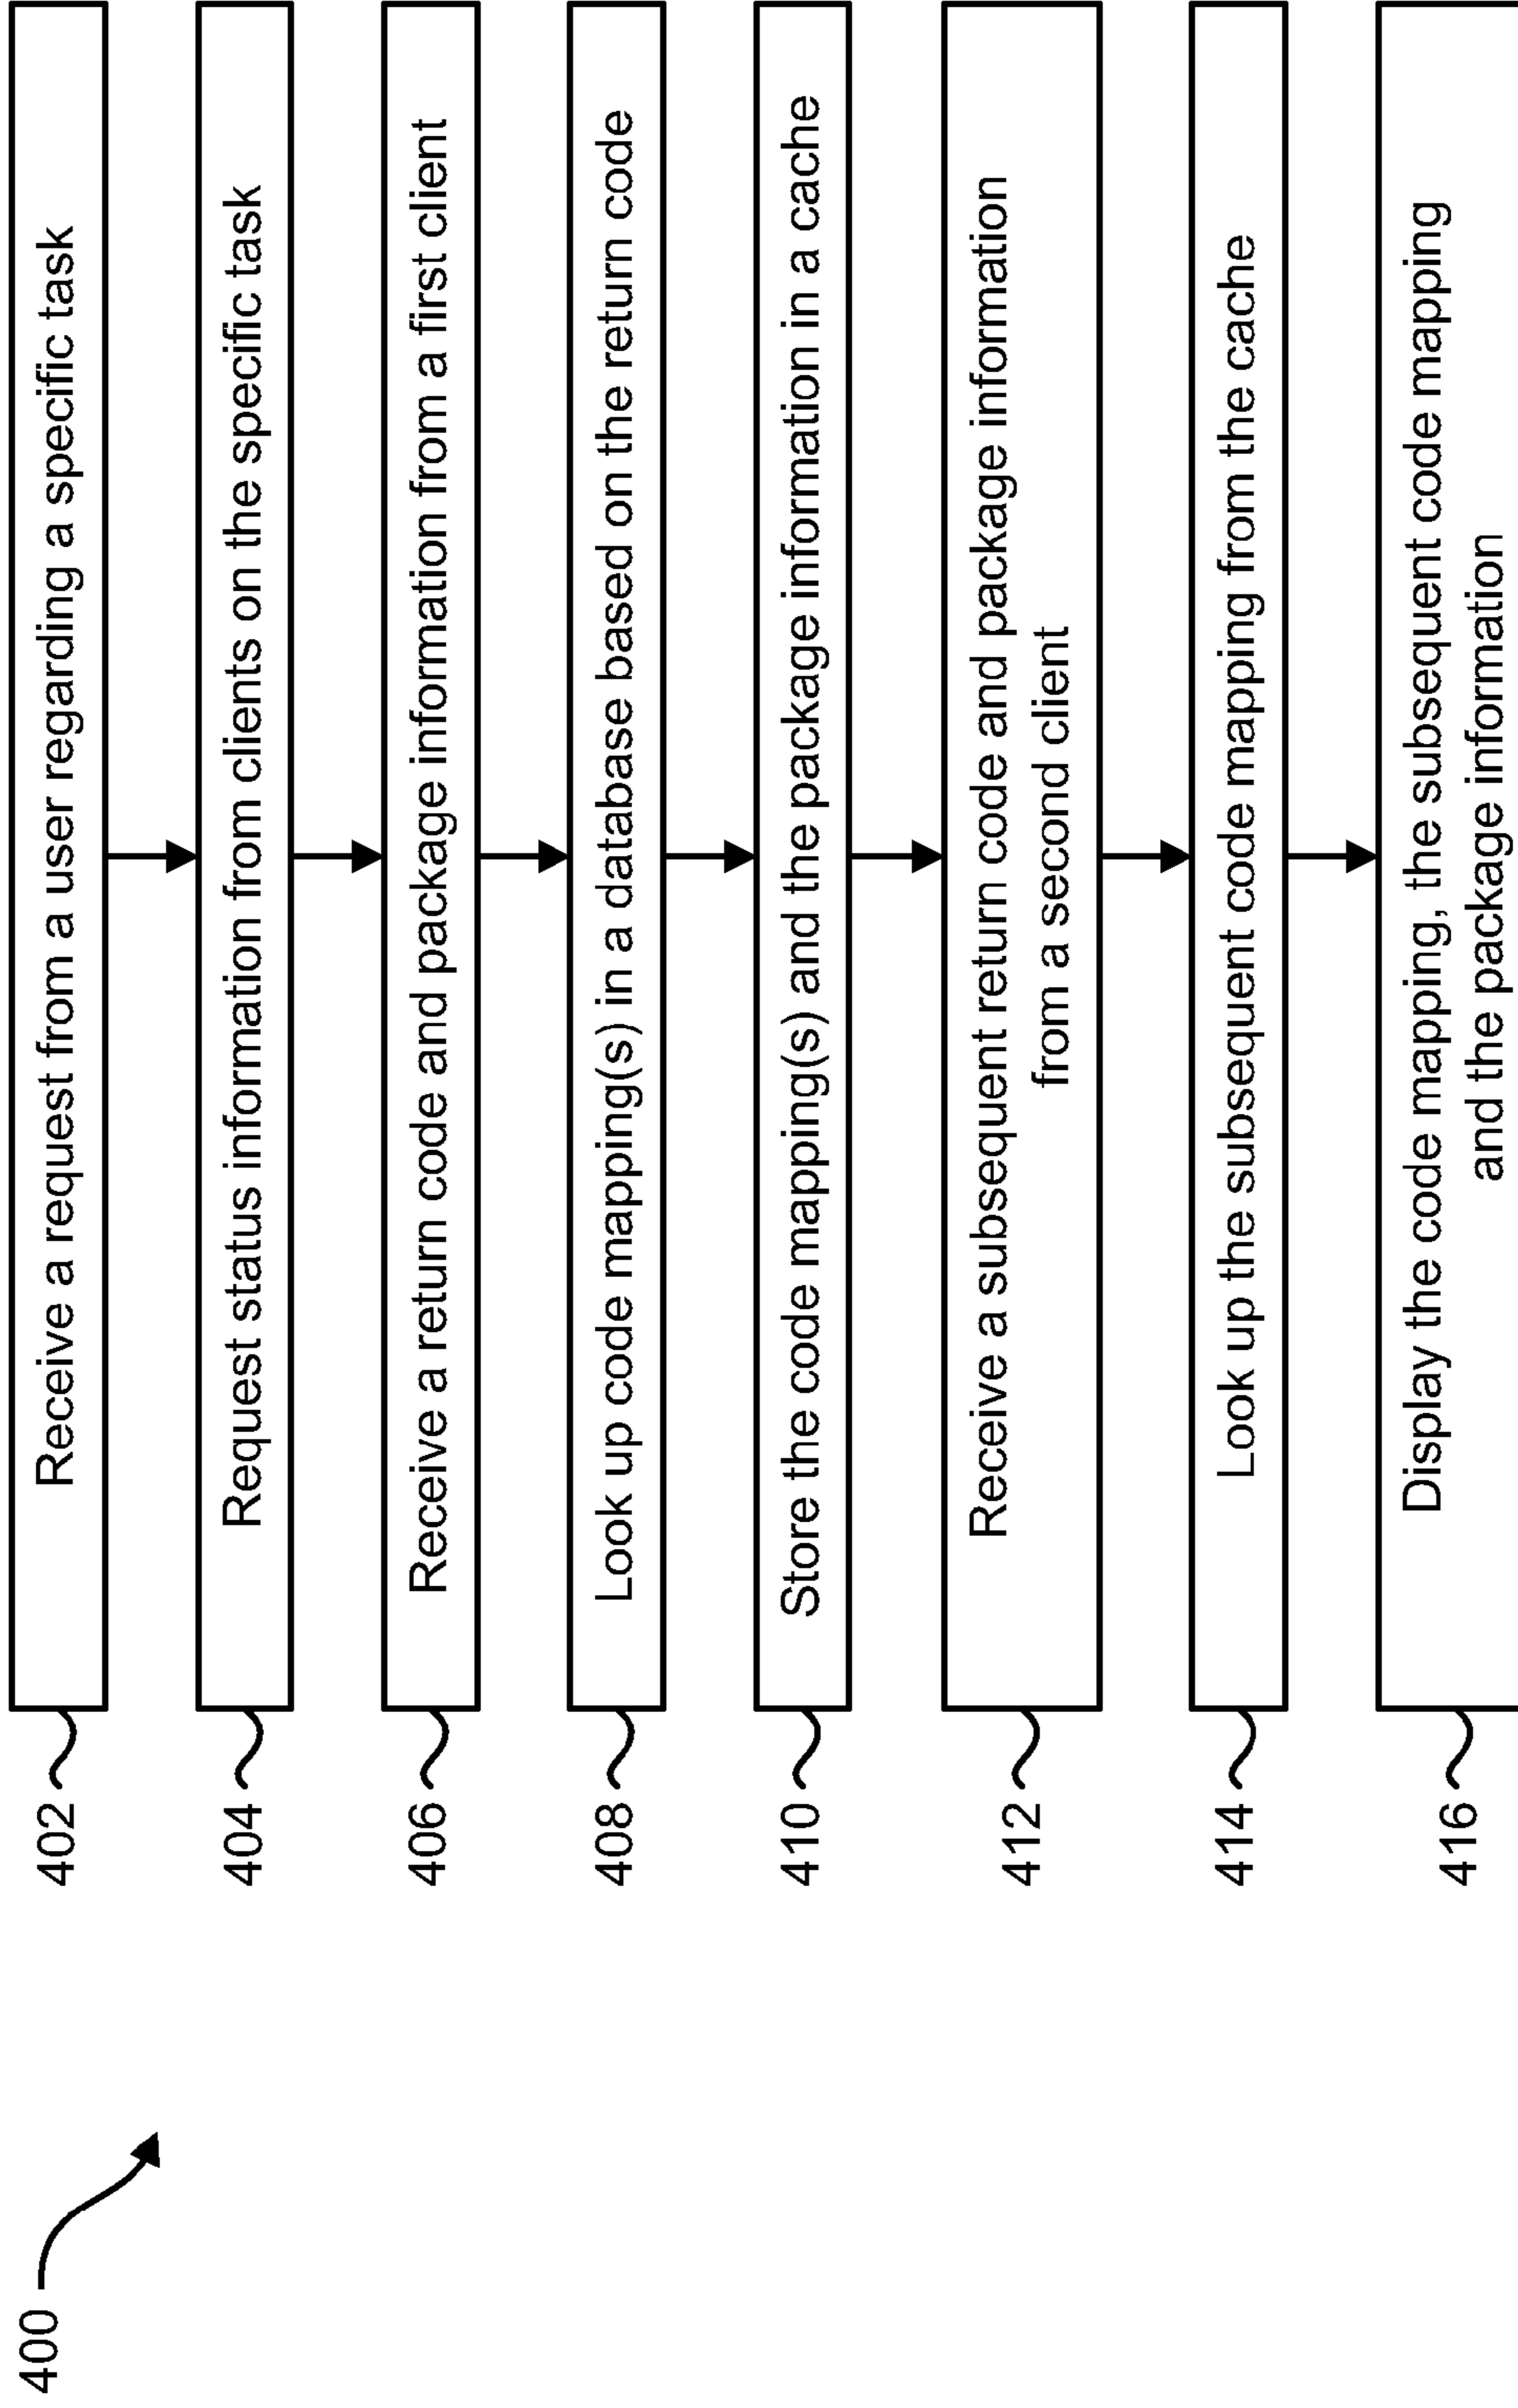 400
402
Receive a request from a user regarding a specific task
404
Request status information from clients on the specific task
406
Receive a return code and package information from a first client
408
Look up code mapping(s) in a database based on the return code
410
Store the code mapping(s) and the package information in a cache
412
Receive a subsequent return code and package information
from a second client
414
Look up the subsequent code mapping from the cache
416
Display the code mapping, the subsequent code mapping
and the package information